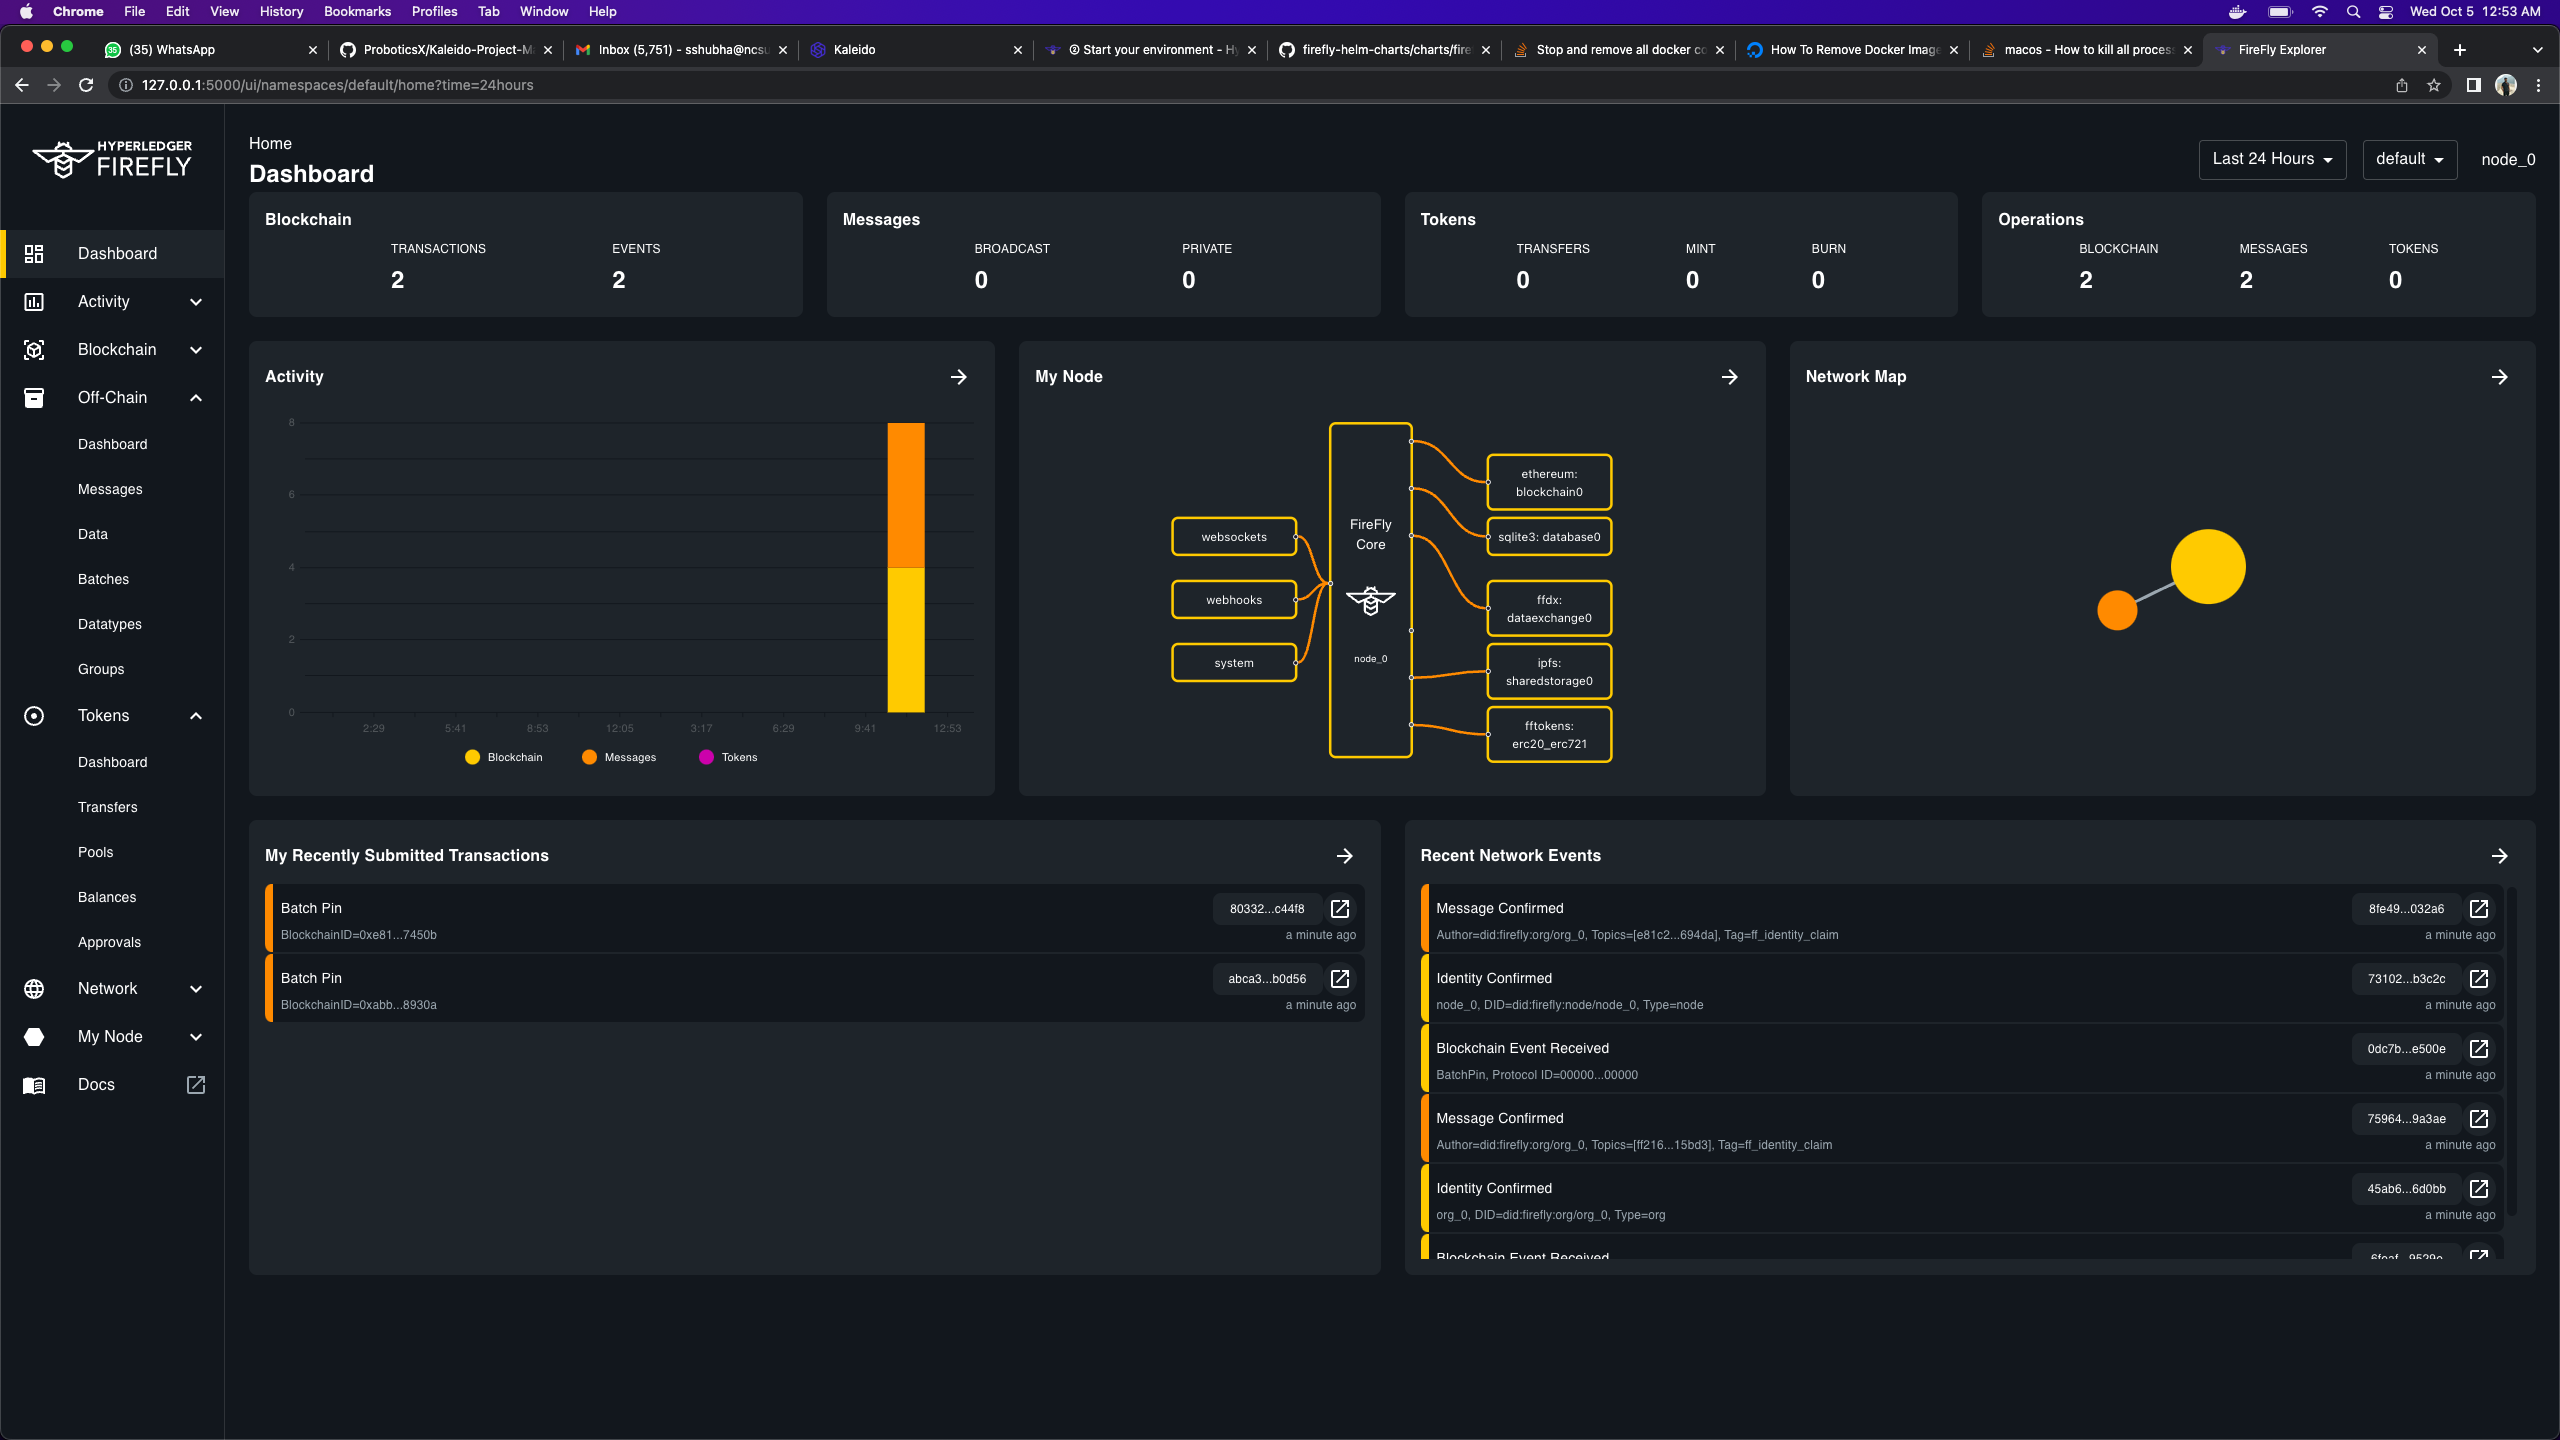 Chrome File Edit View History Bookmarks Profiles Tab Window Help Wed Oct 5 12:53 AM
(35) WhatsApp ProboticsX/Kaleido-Project-M Inbox (5,751) - sshubha@ncsu Kaleido ② Start your environment - Hy firefly-helm-charts/charts/firef Stop and remove all docker co How To Remove Docker Image macos - How to kill all process FireFly Explorer
127.0.0.1:5000/ui/namespaces/default/home?time=24hours
HYPERLEDGER
FIREFLY
Dashboard
Activity
Blockchain
Off-Chain
Dashboard
Messages
Data
Batches
Datatypes
Groups
Tokens
Dashboard
Transfers
Pools
Balances
Approvals
Network
My Node
Docs
Home
Dashboard
Last 24 Hours default node_0
Blockchain
TRANSACTIONS EVENTS
2 2
Messages
BROADCAST PRIVATE
0 0
Tokens
TRANSFERS MINT BURN
0 0 0
Operations
BLOCKCHAIN MESSAGES TOKENS
2 2 0
Activity
8
6
4
2
0
2:29 5:41 8:53 12:05 3:17 6:29 9:41 12:53
Blockchain Messages Tokens
My Node
websockets
webhooks
system
FireFly
Core
node_0
ethereum:
blockchain0
sqlite3: database0
ffdx:
dataexchange0
ipfs:
sharedstorage0
fftokens:
erc20_erc721
Network Map
My Recently Submitted Transactions
Batch Pin 80332...c44f8
BlockchainID=0xe81...7450b a minute ago
Batch Pin abca3...b0d56
BlockchainID=0xabb...8930a a minute ago
Recent Network Events
Message Confirmed 8fe49...032a6
Author=did:firefly:org/org_0, Topics=[e81c2...694da], Tag=ff_identity_claim a minute ago
Identity Confirmed 73102...b3c2c
node_0, DID=did:firefly:node/node_0, Type=node a minute ago
Blockchain Event Received 0dc7b...e500e
BatchPin, Protocol ID=00000...00000 a minute ago
Message Confirmed 75964...9a3ae
Author=did:firefly:org/org_0, Topics=[ff216...15bd3], Tag=ff_identity_claim a minute ago
Identity Confirmed 45ab6...6d0bb
org_0, DID=did:firefly:org/org_0, Type=org a minute ago
Blockchain Event Received